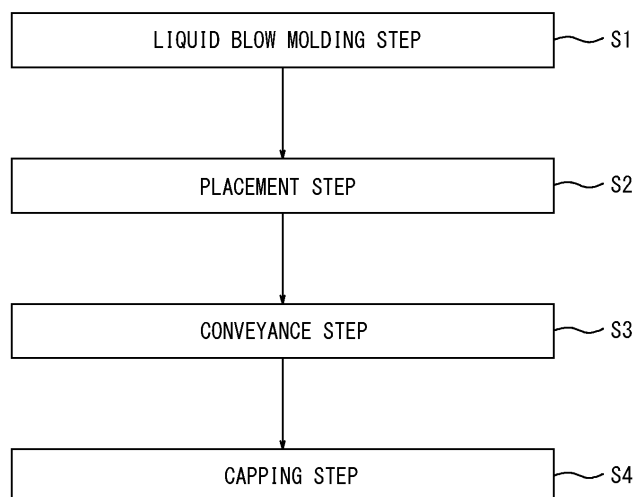 LIQUID BLOW MOLDING STEP S1
PLACEMENT STEP S2
CONVEYANCE STEP S3
CAPPING STEP S4